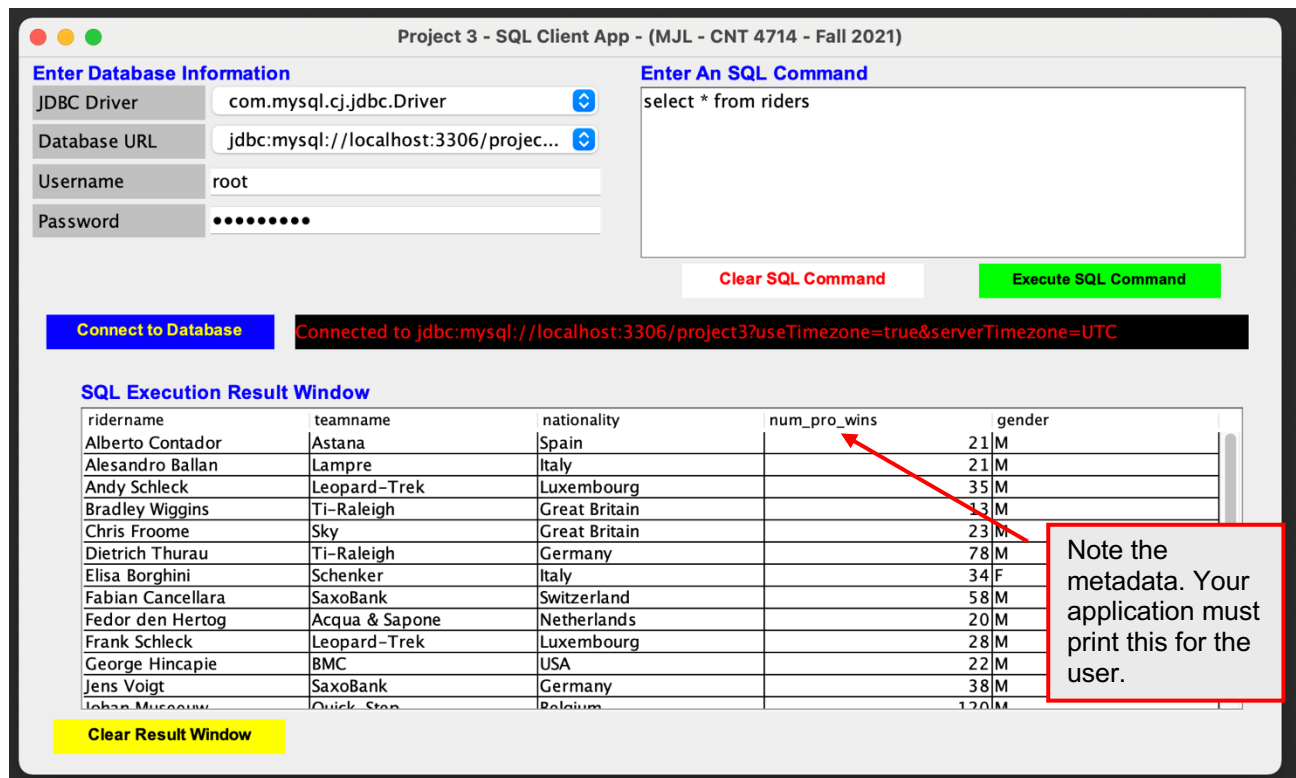 Project 3 - SQL Client App - (MJL - CNT 4714 - Fall 2021)
Enter Database Information
JDBC Driver com.mysql.cj.jdbc.Driver
Database URL jdbc:mysql://localhost:3306/projec...
Username root
Password •••••••••
Enter An SQL Command
select * from riders
Clear SQL Command Execute SQL Command
Connect to Database Connected to jdbc:mysql://localhost:3306/project3?useTimezone=true&serverTimezone=UTC
SQL Execution Result Window
ridername teamname nationality num_pro_wins gender
Alberto Contador Astana Spain 21 M
Alesandro Ballan Lampre Italy 21 M
Andy Schleck Leopard-Trek Luxembourg 35 M
Bradley Wiggins Ti-Raleigh Great Britain 13 M
Chris Froome Sky Great Britain 23 M
Dietrich Thurau Ti-Raleigh Germany 78 M
Elisa Borghini Schenker Italy 34 F
Fabian Cancellara SaxoBank Switzerland 58 M
Fedor den Hertog Acqua & Sapone Netherlands 20 M
Frank Schleck Leopard-Trek Luxembourg 28 M
George Hincapie BMC USA 22 M
Jens Voigt SaxoBank Germany 38 M
Johan Museeuw Quick-Step Belgium 120 M
Note the
metadata. Your
application must
print this for the
user.
Clear Result Window